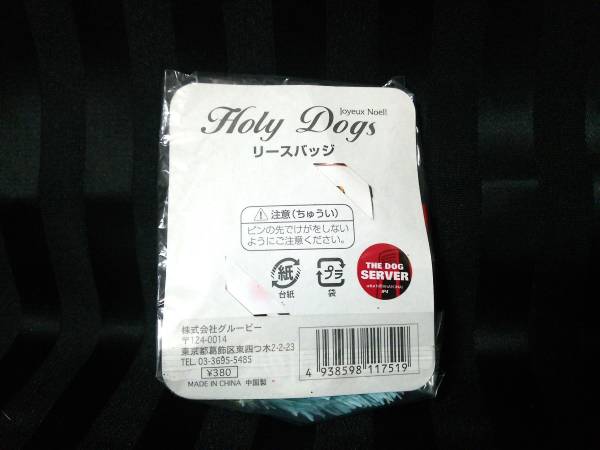 Joyeux Noël!
Holy Dogs
リースバッジ
注意(ちゅうい)
ピンの先でけがをしない
ようにご注意ください。
紙
台紙
プラ
袋
THE DOG
SERVER
株式会社グルービー
〒124-0014
東京都葛飾区東四つ木2-2-23
TEL 03-3695-5485
¥380
MADE IN CHINA 中国製
4 938598 117519